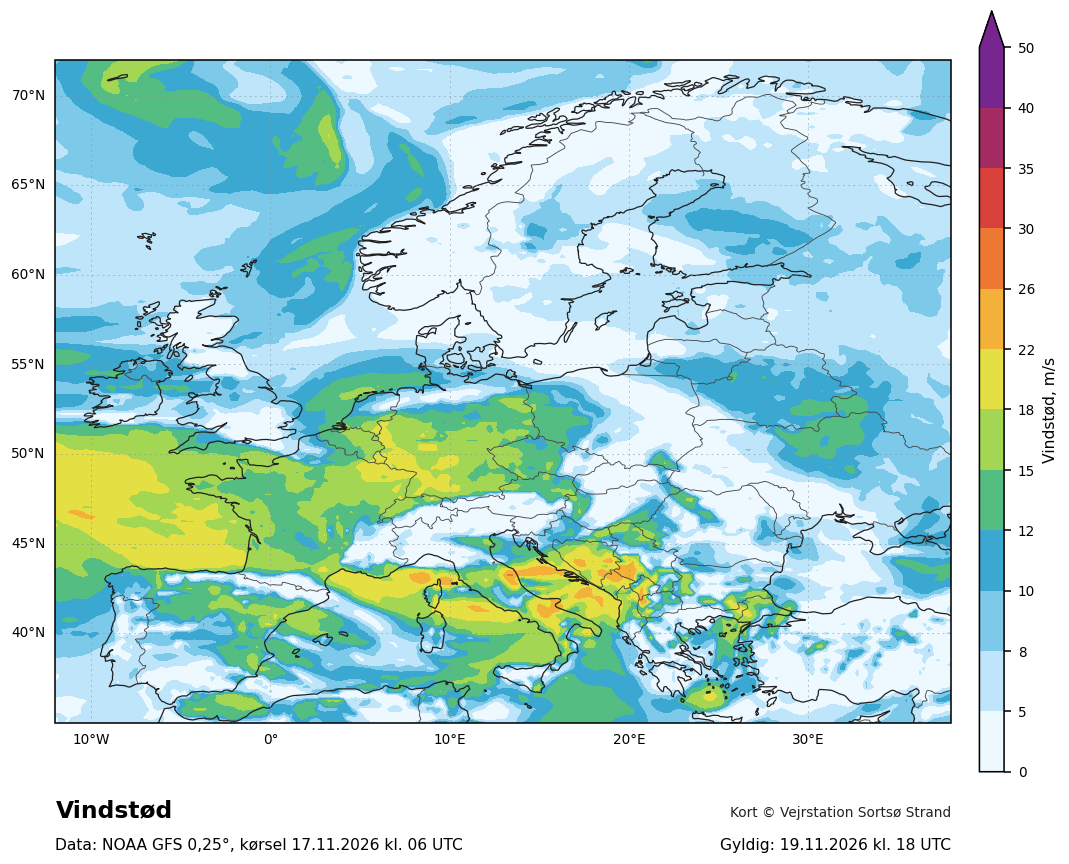 50
40
35
30
26
22
18
15
12
10
8
5
0
Vindstød, m/s
70°N
65°N
60°N
55°N
50°N
45°N
40°N
10°W 0° 10°E 20°E 30°E
Vindstød
Kort © Vejrstation Sortsø Strand
Data: NOAA GFS 0,25°, kørsel 17.11.2026 kl. 06 UTC
Gyldig: 19.11.2026 kl. 18 UTC